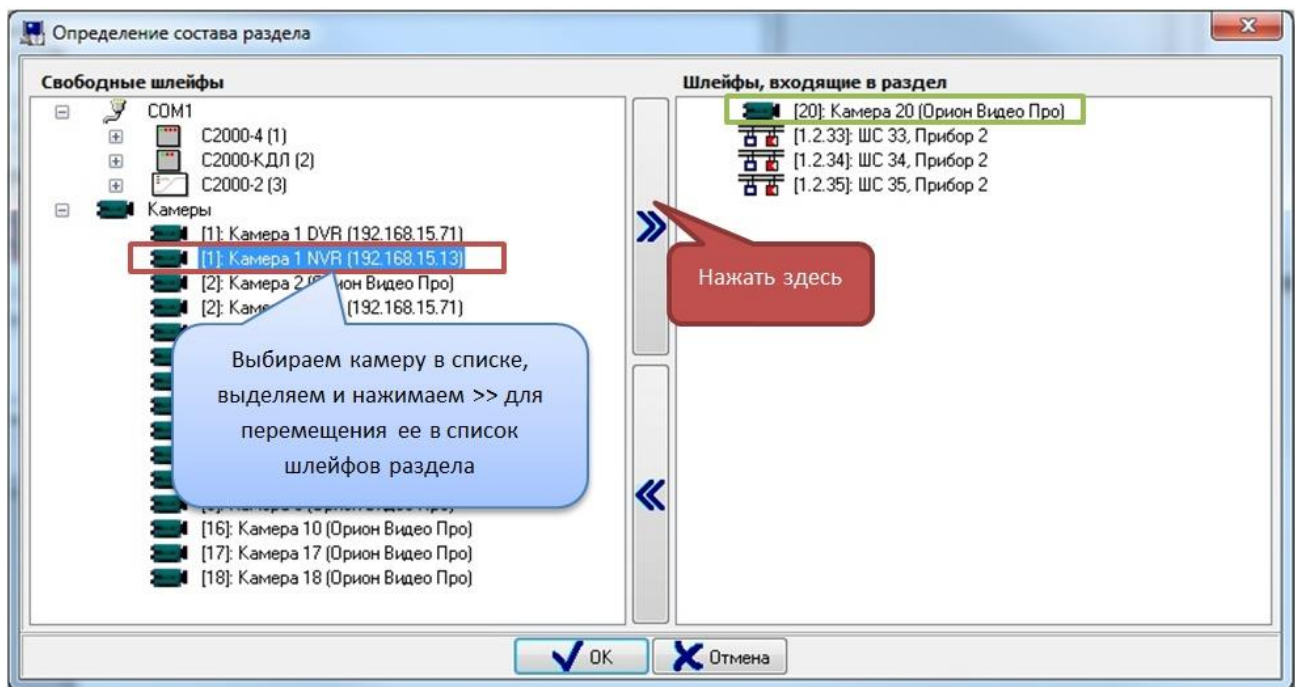 Определение состава раздела
Свободные шлейфы
COM1
С2000-4 (1)
С2000-КДЛ (2)
С2000-2 (3)
Камеры
[1]: Камера 1 DVR (192.168.15.71)
[1]: Камера 1 NVR (192.168.15.13)
[2]: Камера 2 Видео Про)
[2]: (192.168.15.71)
Выбираем камеру в списке,
выделяем и нажимаем >> для
перемещения ее в список
шлейфов раздела
[16]: Камера 10 (Орион Видео Про)
[17]: Камера 17 (Орион Видео Про)
[18]: Камера 18 (Орион Видео Про)
Нажать здесь
Шлейфы, входящие в раздел
[20]: Камера 20 (Орион Видео Про)
[1.2.33]: ШС 33, Прибор 2
[1.2.34]: ШС 34, Прибор 2
[1.2.35]: ШС 35, Прибор 2
OK
Отмена